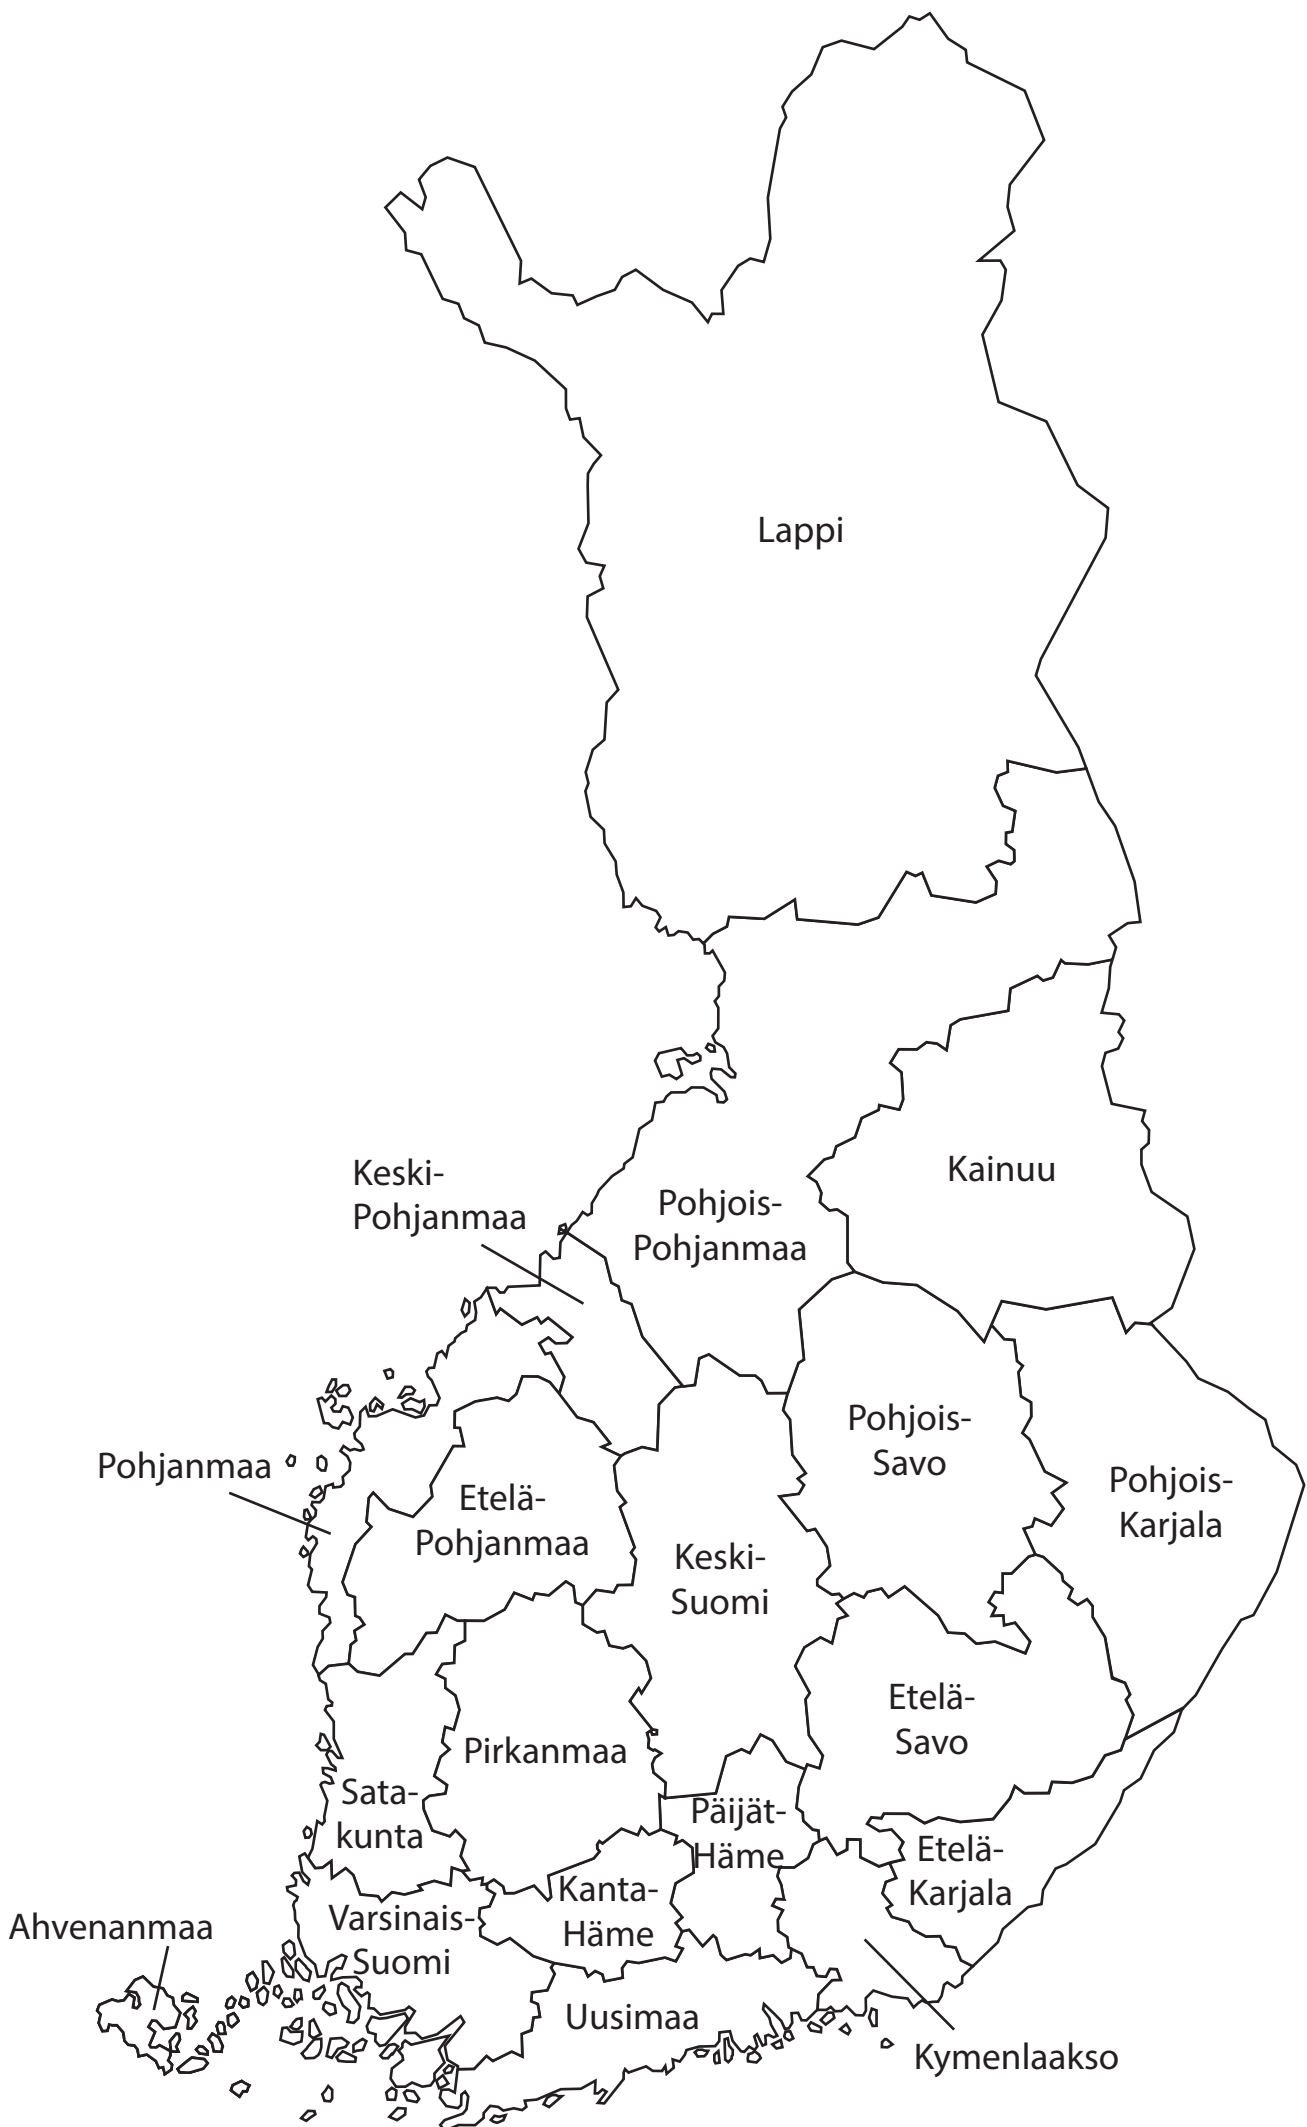 Lappi
Kainuu
Keski-
Pohjanmaa
Pohjois-
Pohjanmaa
Pohjois-
Savo
Pohjanmaa
Pohjois-
Karjala
Etelä-
Pohjanmaa
Keski-
Suomi
Etelä-
Savo
Pirkanmaa
Sata-
kunta
Päijät-
Häme
Etelä-
Karjala
Kanta-
Häme
Ahvenanmaa
Varsinais-
Suomi
Uusimaa
Kymenlaakso